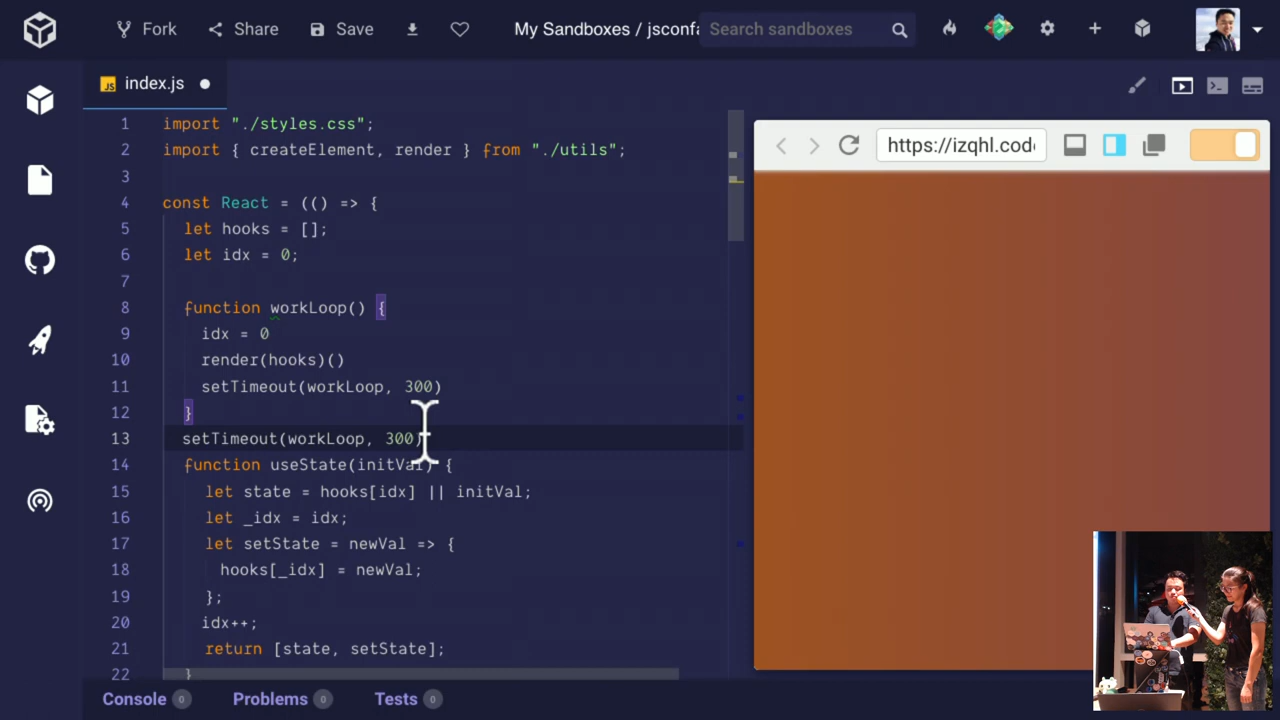 Fork
Share
Save
My Sandboxes / jsconfa
Search sandboxes
JS index.js
1 import "./styles.css";
2 import { createElement, render } from "./utils";
3
4 const React = (() => {
5 let hooks = [];
6 let idx = 0;
7
8 function workLoop() {
9 idx = 0
10 render(hooks)()
11 setTimeout(workLoop, 300)
12 }
13 setTimeout(workLoop, 300)
14 function useState(initVal) {
15 let state = hooks[idx] || initVal;
16 let _idx = idx;
17 let setState = newVal => {
18 hooks[_idx] = newVal;
19 };
20 idx++;
21 return [state, setState];
22 }
https://izqhl.code
Console 0
Problems 0
Tests 0